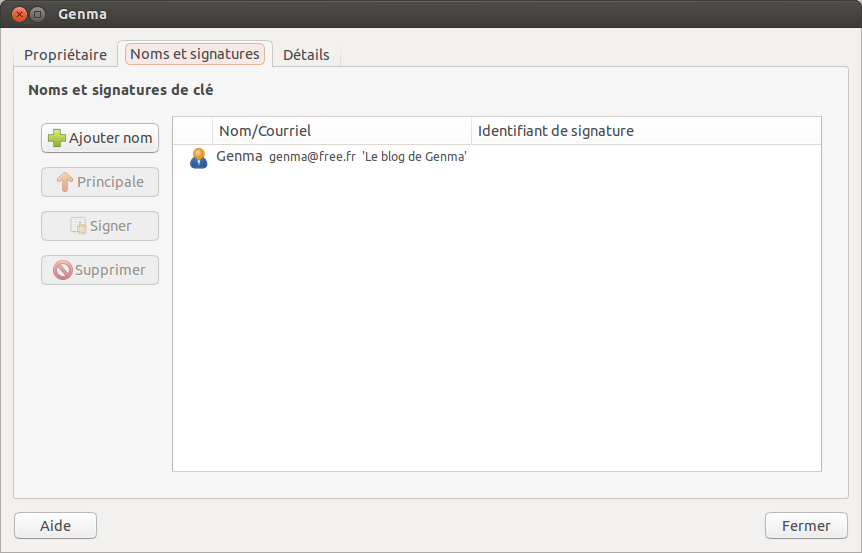 Genma
Propriétaire Noms et signatures Détails
Noms et signatures de clé
Ajouter nom
Principale
Signer
Supprimer
Nom/Courriel Identifiant de signature
Genma genma@free.fr 'Le blog de Genma'
Aide Fermer